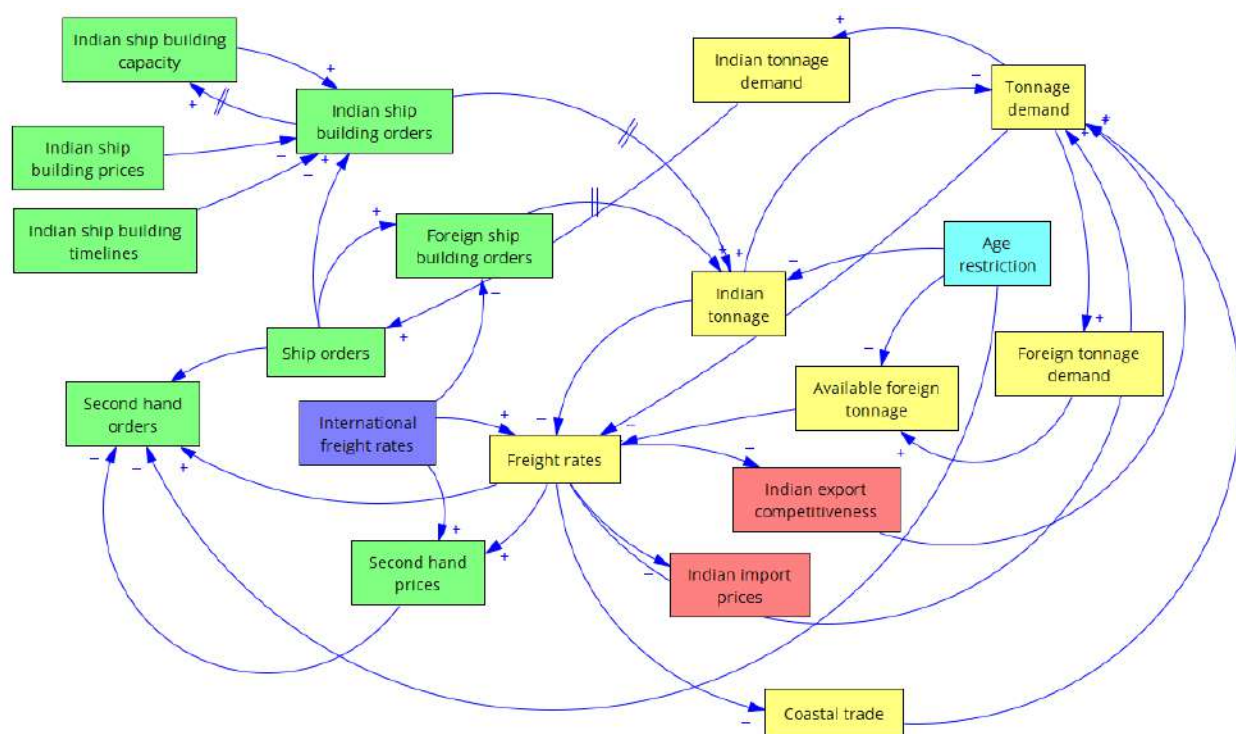 Indian ship building
capacity
Indian tonnage
demand
Tonnage
demand
Indian ship
building orders
Indian ship
building prices
Indian ship building
timelines
Foreign ship
building orders
Age
restriction
Indian
tonnage
Ship orders
Foreign tonnage
demand
Available foreign
tonnage
Second hand
orders
International
freight rates
Freight rates
Indian export
competitiveness
Second hand
prices
Indian import
prices
Coastal trade